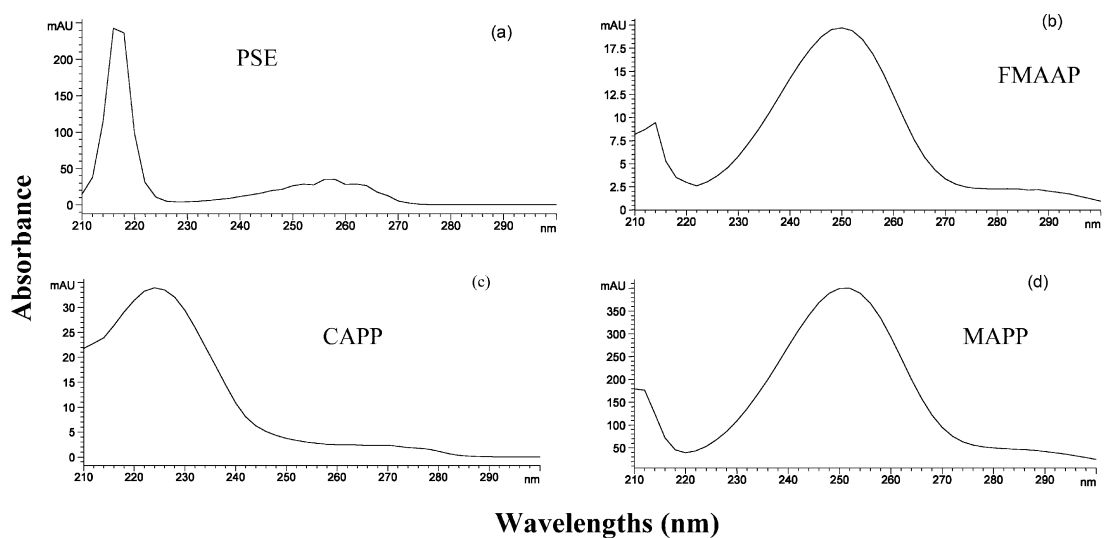 mAU
(a)
PSE
200
150
100
50
0
210 220 230 240 250 260 270 280 290 nm
mAU
(b)
FMAAP
17.5
15
12.5
10
7.5
5
2.5
0
210 220 230 240 250 260 270 280 290 nm
mAU
(c)
CAPP
30
25
20
15
10
5
0
210 220 230 240 250 260 270 280 290 nm
mAU
(d)
MAPP
350
300
250
200
150
100
50
210 220 230 240 250 260 270 280 290 nm
Absorbance
Wavelengths (nm)